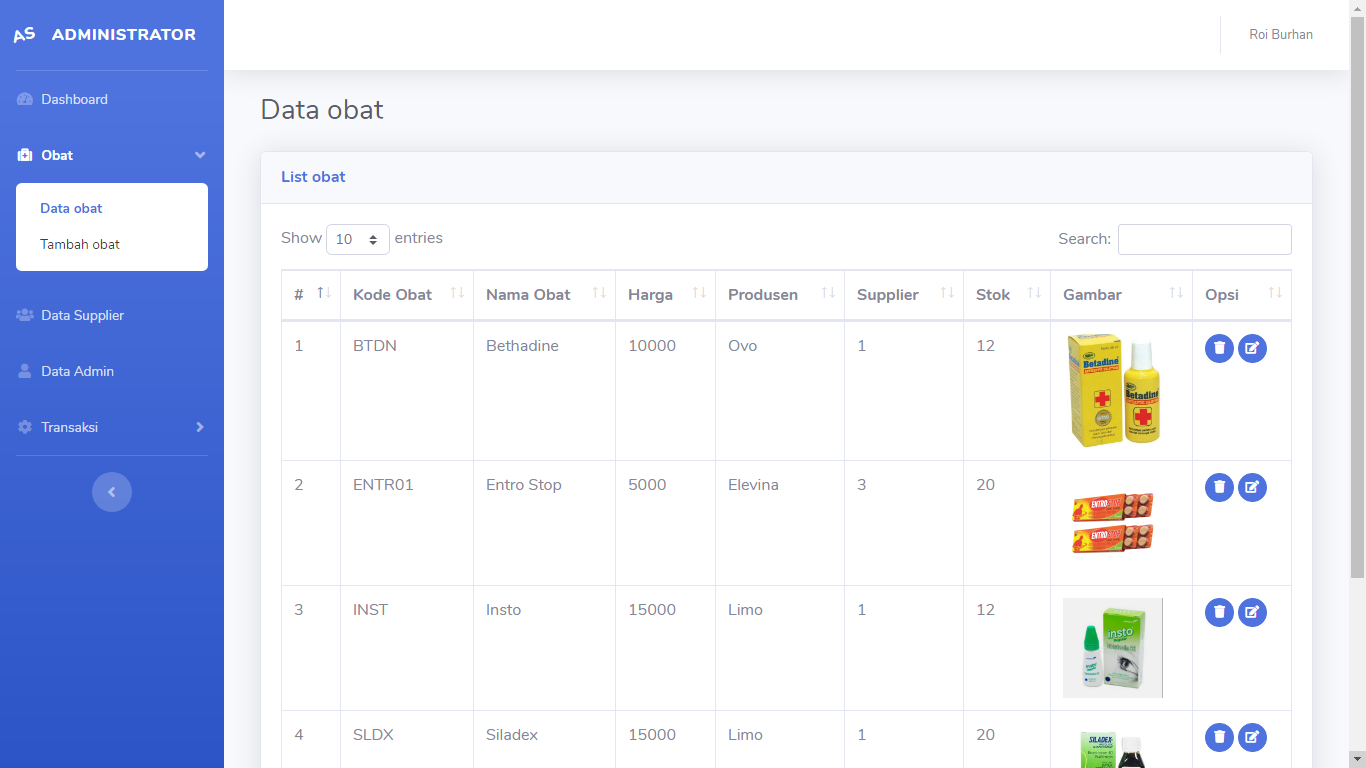 AS ADMINISTRATOR
Roi Burhan
Dashboard
Obat
Data obat
Tambah obat
Data Supplier
Data Admin
Transaksi
Data obat
List obat
Show 10 entries
Search:
# Kode Obat Nama Obat Harga Produsen Supplier Stok Gambar Opsi
1 BTDN Bethadine 10000 Ovo 1 12
Betadine
Betadine
2 ENTR01 Entro Stop 5000 Elevina 3 20
ENTROSTOP
ENTROSTOP
3 INST Insto 15000 Limo 1 12
insto
insto
4 SLDX Siladex 15000 Limo 1 20
SILADEX